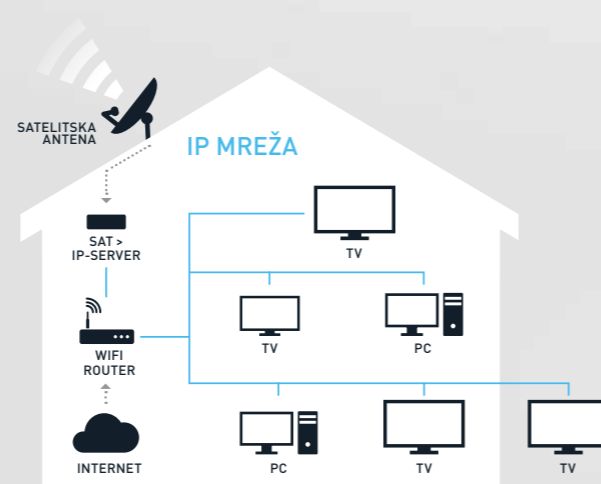 SATELITSKA
ANTENA
IP MREŽA
SAT >
IP-SERVER
TV
TV
PC
WIFI
ROUTER
INTERNET
PC
TV
TV